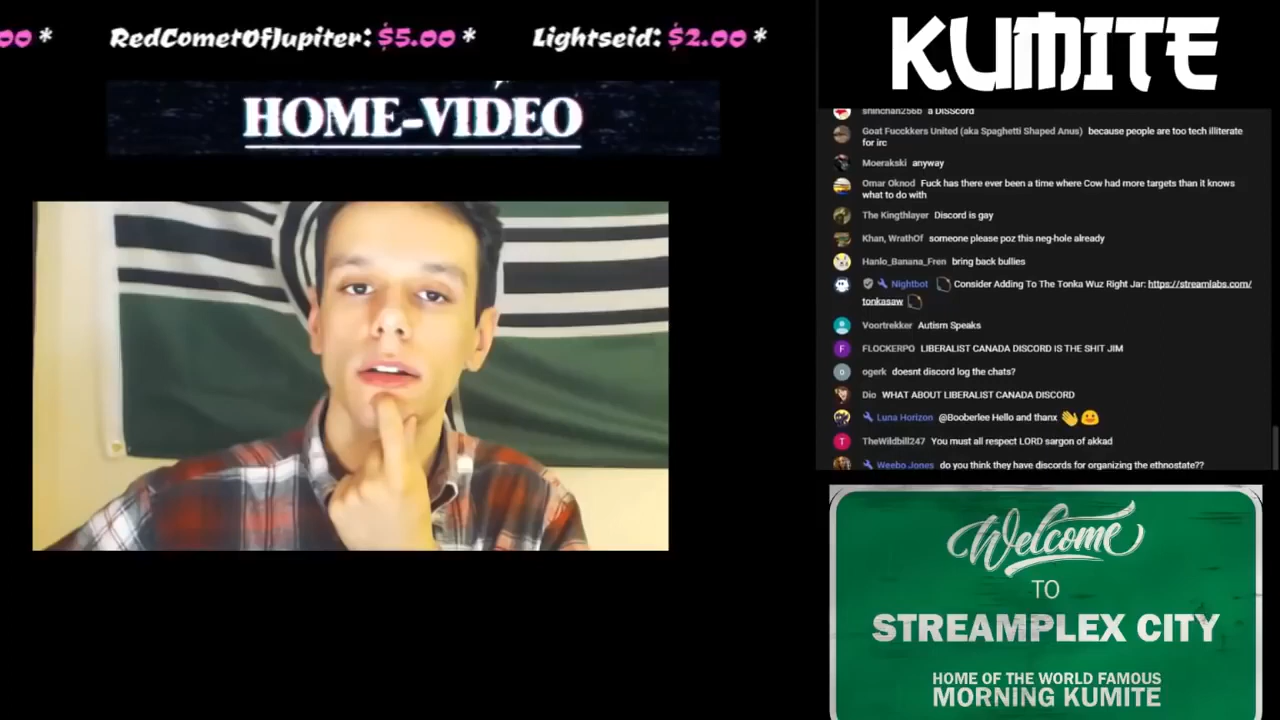 00 * RedCometOfJupiter: $5.00 * Lightseid: $2.00 *
HOME-VIDEO
KUMITE
shinchan256b a DISScord
Goat Fuccckers United (aka Spaghetti Shaped Anus) because people are too tech illiterate
for irc
Moerakski anyway
Omar Oknod Fuck has there ever been a time where Cow had more targets than it knows
what to do with
The Kingthlayer Discord is gay
Khan, WrathOf someone please poz this neg-hole already
Hanlo_Banana_Fren bring back bullies
Nightbot Consider Adding To The Tonka Wuz Right Jar: https://streamlabs.com/
tonkasaw
Voortrekker Autism Speaks
F FLOCKERPO LIBERALIST CANADA DISCORD IS THE SHIT JIM
o ogerk doesnt discord log the chats?
Dio WHAT ABOUT LIBERALIST CANADA DISCORD
Luna Horizon @Booberlee Hello and thanx
T TheWildbill247 You must all respect LORD sargon of akkad
Weebo Jones do you think they have discords for organizing the ethnostate??
Welcome
TO
STREAMPLEX CITY
HOME OF THE WORLD FAMOUS
MORNING KUMITE